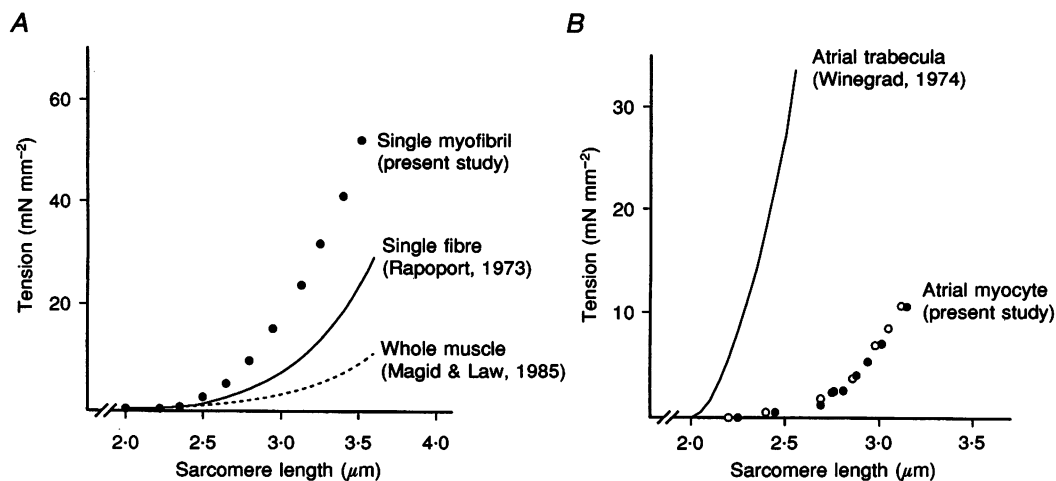 A
60
40
20
Tension (mN mm−2)
Single myofibril
(present study)
Single fibre
(Rapoport, 1973)
Whole muscle
(Magid & Law, 1985)
2·0 2·5 3·0 3·5 4·0
Sarcomere length (μm)
B
30
20
10
Tension (mN mm−2)
Atrial trabecula
(Winegrad, 1974)
Atrial myocyte
(present study)
2·0 2·5 3·0 3·5
Sarcomere length (μm)